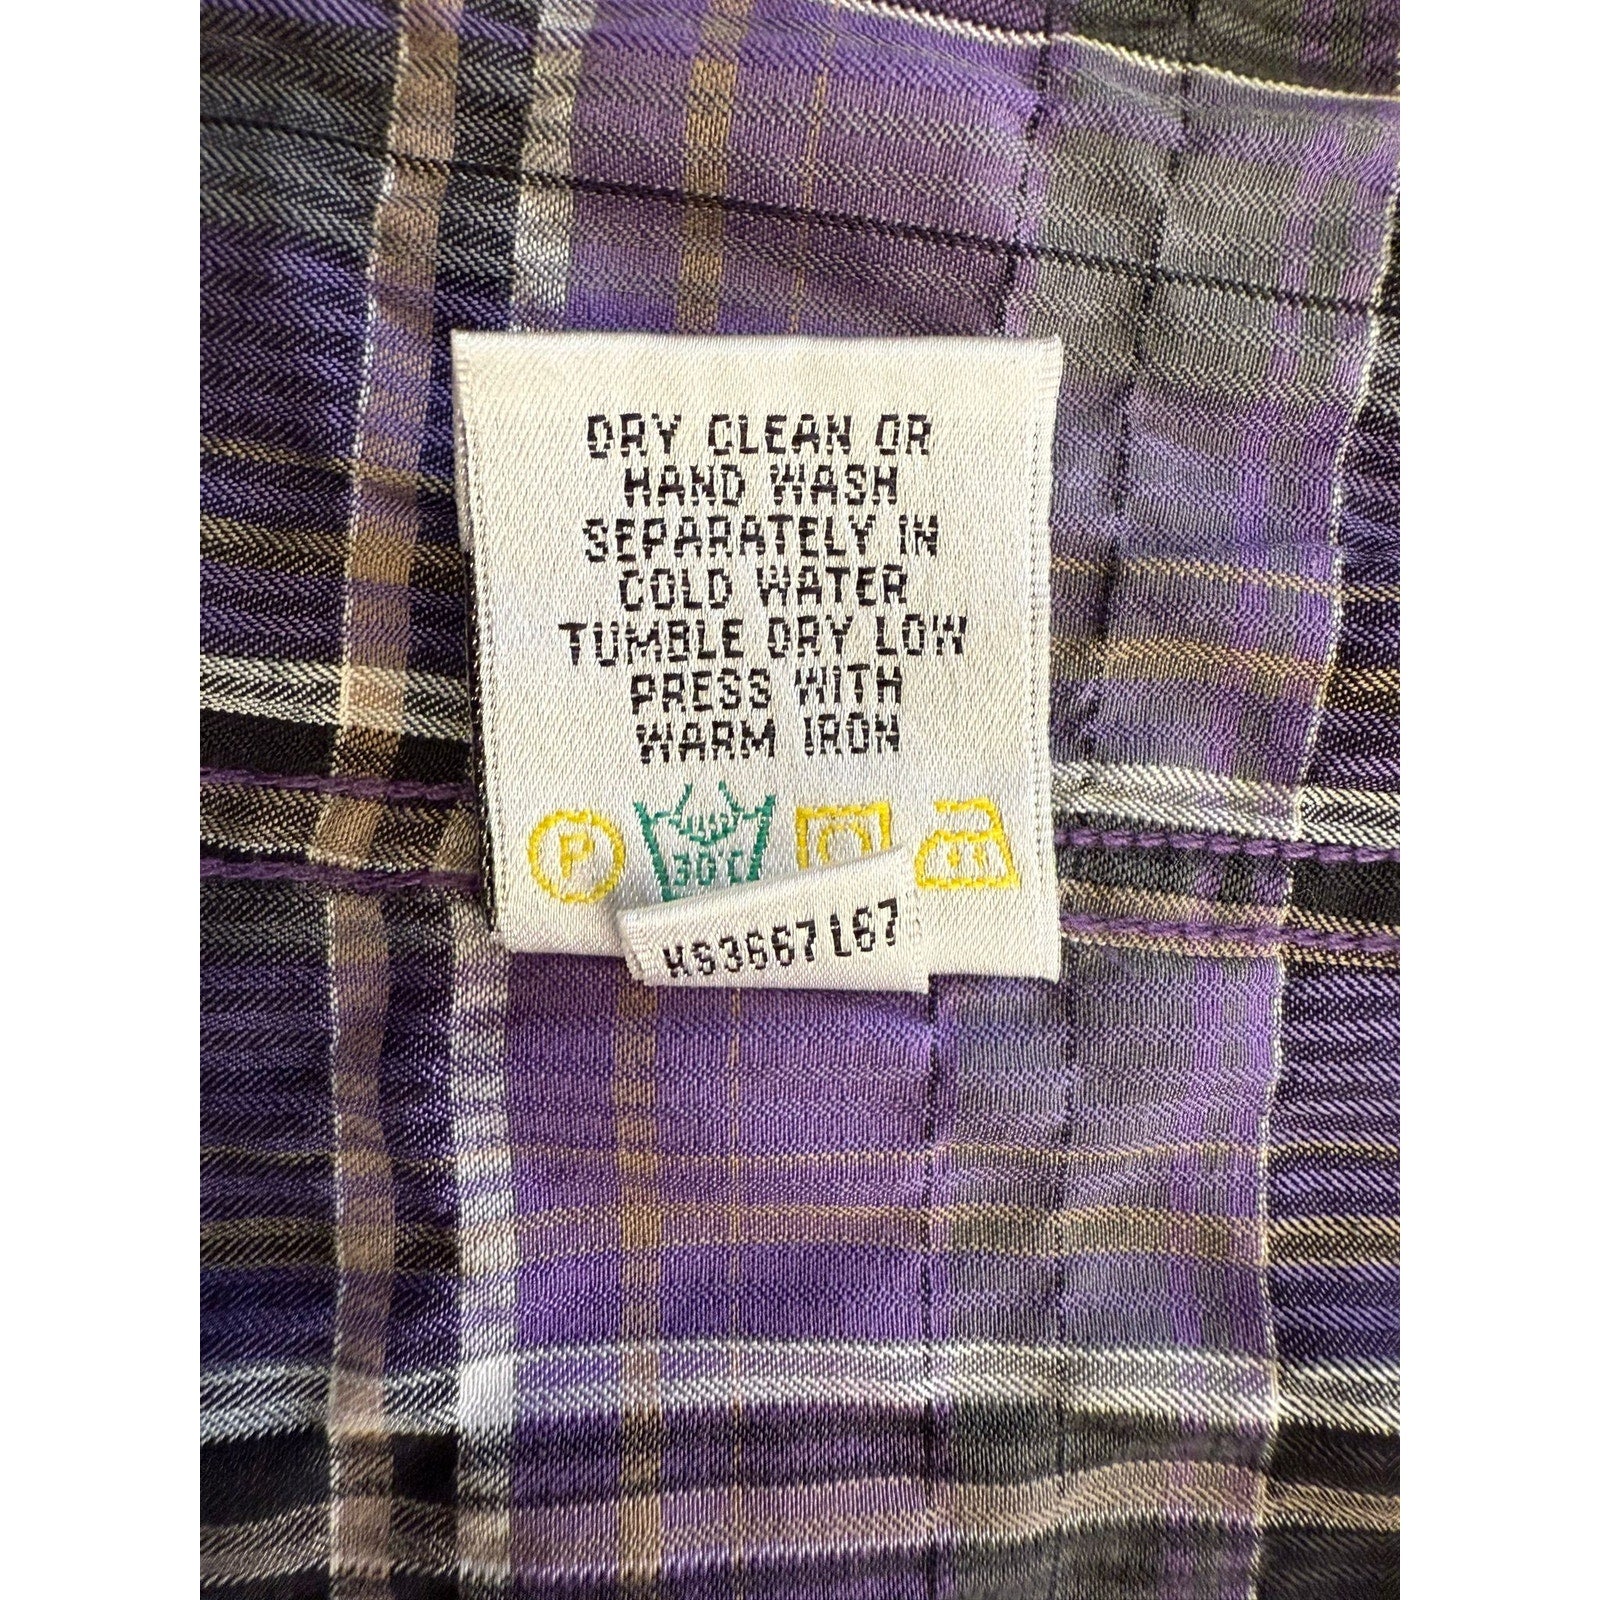 DRY CLEAN OR
HAND WASH
SEPARATELY IN
COLD WATER
TUMBLE DRY LOW
PRESS WITH
WARM IRON
P
30°C
HS3667L67